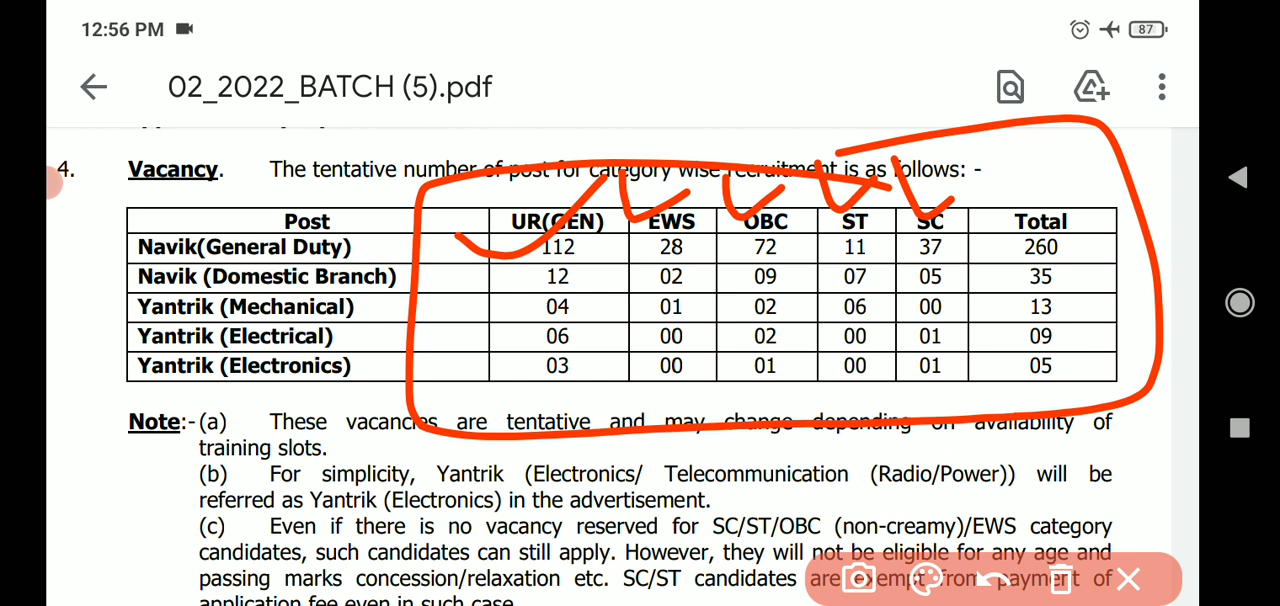 12:56 PM
87
02_2022_BATCH (5).pdf
4. Vacancy. The tentative number of post for category wise recruitment is as follows: -
Post UR(GEN) EWS OBC ST SC Total
Navik(General Duty) 112 28 72 11 37 260
Navik (Domestic Branch) 12 02 09 07 05 35
Yantrik (Mechanical) 04 01 02 06 00 13
Yantrik (Electrical) 06 00 02 00 01 09
Yantrik (Electronics) 03 00 01 00 01 05
Note:-(a) These vacancies are tentative and may change depending on availability of
training slots.
(b) For simplicity, Yantrik (Electronics/ Telecommunication (Radio/Power)) will be
referred as Yantrik (Electronics) in the advertisement.
(c) Even if there is no vacancy reserved for SC/ST/OBC (non-creamy)/EWS category
candidates, such candidates can still apply. However, they will not be eligible for any age and
passing marks concession/relaxation etc. SC/ST candidates are exempt from payment of
application fee even in such case.